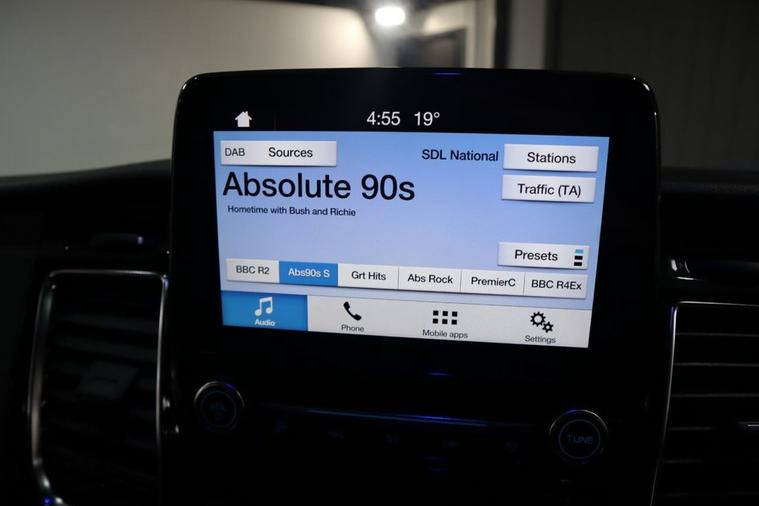 4:55 19°
DAB Sources SDL National Stations
Absolute 90s Traffic (TA)
Hometime with Bush and Richie
Presets
BBC R2 Abs90s S Grt Hits Abs Rock PremierC BBC R4Ex
Audio Phone Mobile apps Settings
TUNE